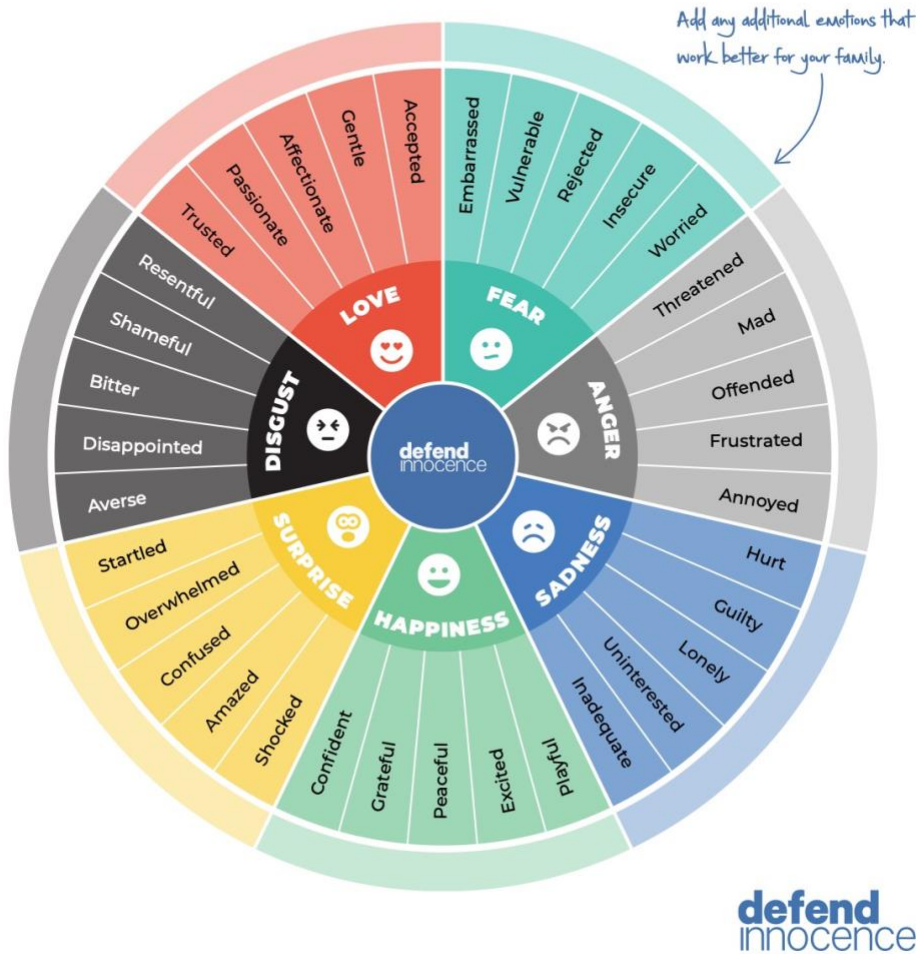 Add any additional emotions that
work better for your family.
LOVE
Trusted
Passionate
Affectionate
Gentle
Accepted
FEAR
Embarrassed
Vulnerable
Rejected
Insecure
Worried
ANGER
Threatened
Mad
Offended
Frustrated
Annoyed
SADNESS
Hurt
Guilty
Lonely
Uninterested
Inadequate
HAPPINESS
Playful
Excited
Peaceful
Grateful
Confident
SURPRISE
Shocked
Amazed
Confused
Overwhelmed
Startled
DISGUST
Averse
Disappointed
Bitter
Shameful
Resentful
defend
innocence
defend
innocence